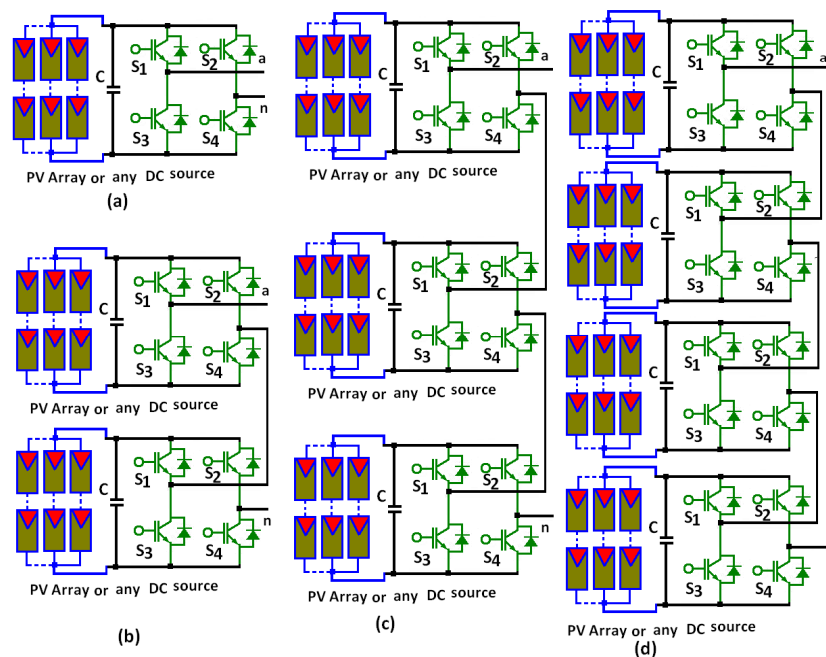 S1
S2
a
C
n
S3
S4
PV Array or any DC source
(a)
S1
S2
a
C
S3
S4
PV Array or any DC source
S1
S2
C
n
S3
S4
PV Array or any DC source
(b)
S1
S2
a
C
S3
S4
PV Array or any DC source
S1
S2
C
S3
S4
PV Array or any DC source
S1
S2
C
n
S3
S4
PV Array or any DC source
(c)
S1
S2
a
C
S3
S4
S1
S2
C
S3
S4
S1
S2
C
S3
S4
S1
S2
C
S3
S4
PV Array or any DC source
(d)